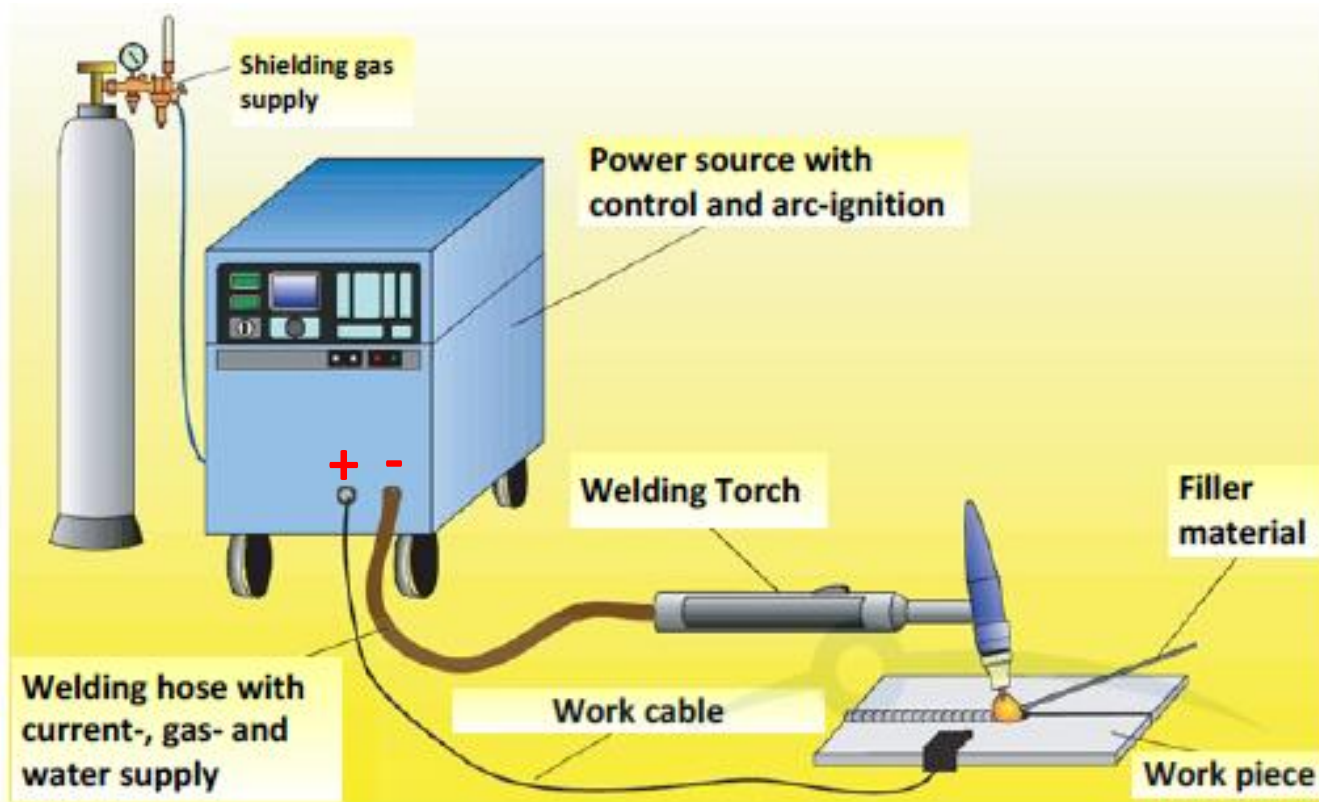 Shielding gas
supply
Power source with
control and arc-ignition
+ -
Welding Torch
Filler
material
Welding hose with
current-, gas- and
water supply
Work cable
Work piece